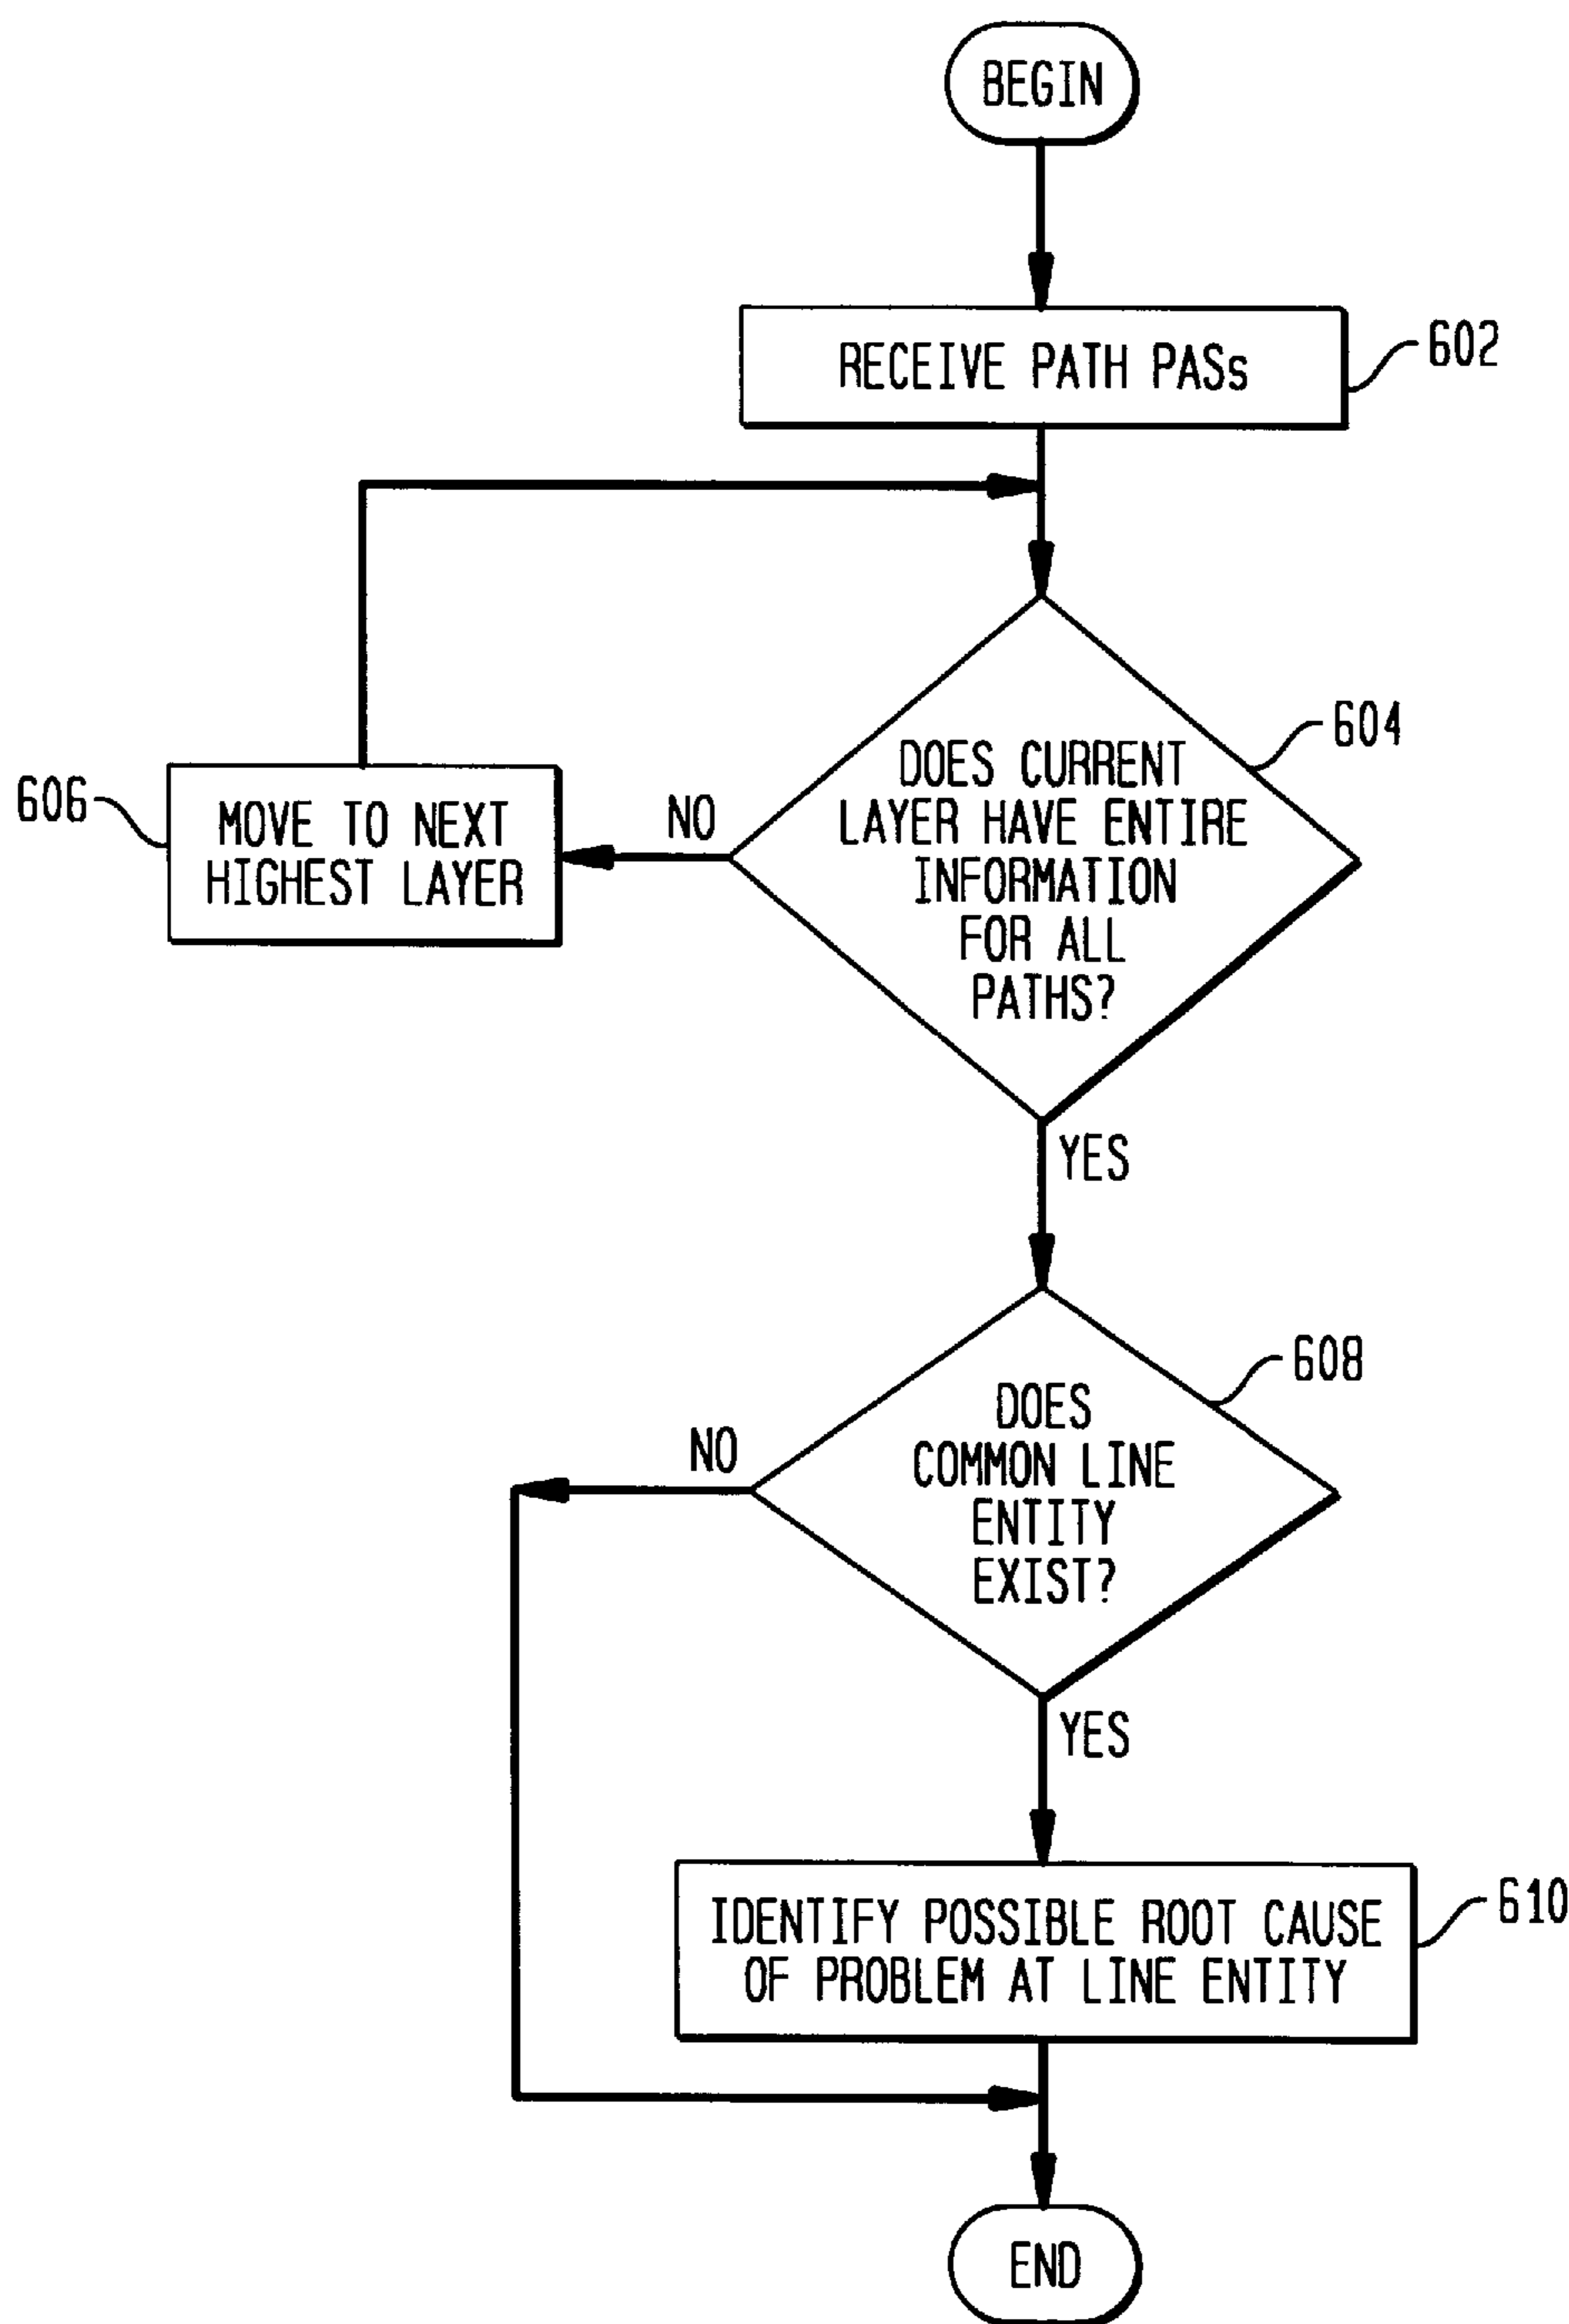 BEGIN
RECEIVE PATH PASs
602
604
DOES CURRENT
LAYER HAVE ENTIRE
INFORMATION
FOR ALL
PATHS?
606
MOVE TO NEXT
HIGHEST LAYER
NO
YES
608
DOES
COMMON LINE
ENTITY
EXIST?
NO
YES
610
IDENTIFY POSSIBLE ROOT CAUSE
OF PROBLEM AT LINE ENTITY
END